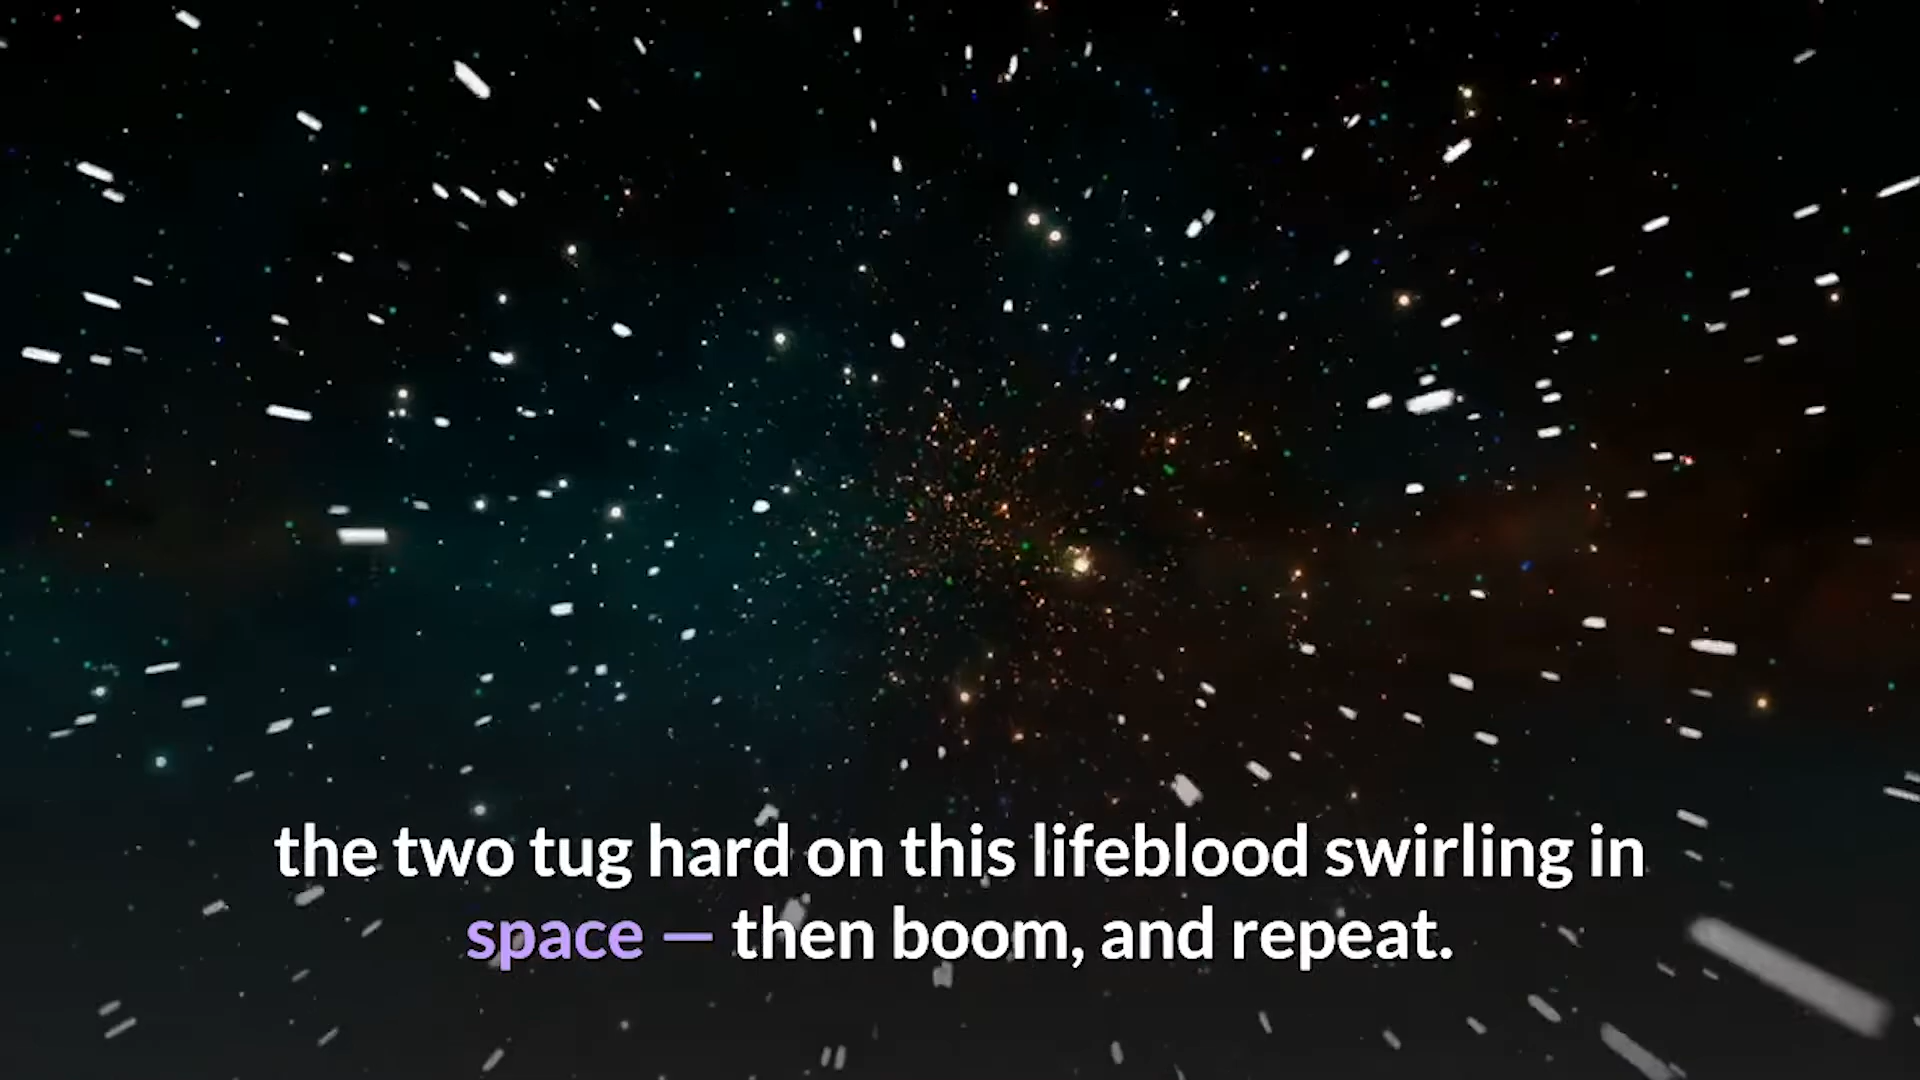 the two tug hard on this lifeblood swirling in
space — then boom, and repeat.